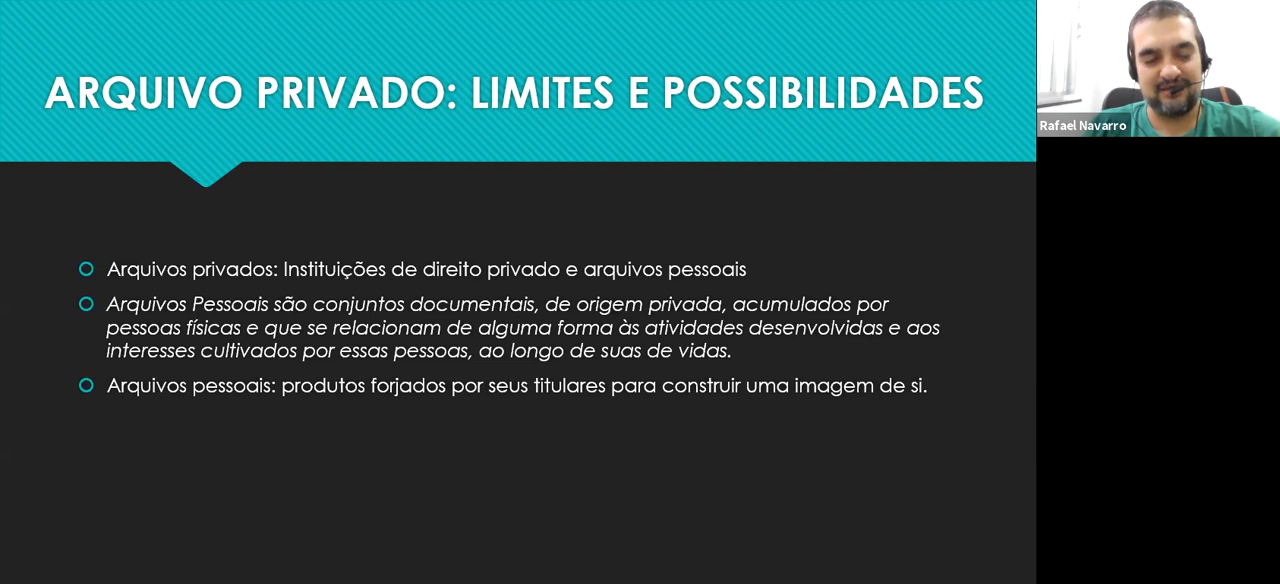 ARQUIVO PRIVADO: LIMITES E POSSIBILIDADES
Rafael Navarro
Arquivos privados: Instituições de direito privado e arquivos pessoais
Arquivos Pessoais são conjuntos documentais, de origem privada, acumulados por
pessoas físicas e que se relacionam de alguma forma às atividades desenvolvidas e aos
interesses cultivados por essas pessoas, ao longo de suas de vidas.
Arquivos pessoais: produtos forjados por seus titulares para construir uma imagem de si.